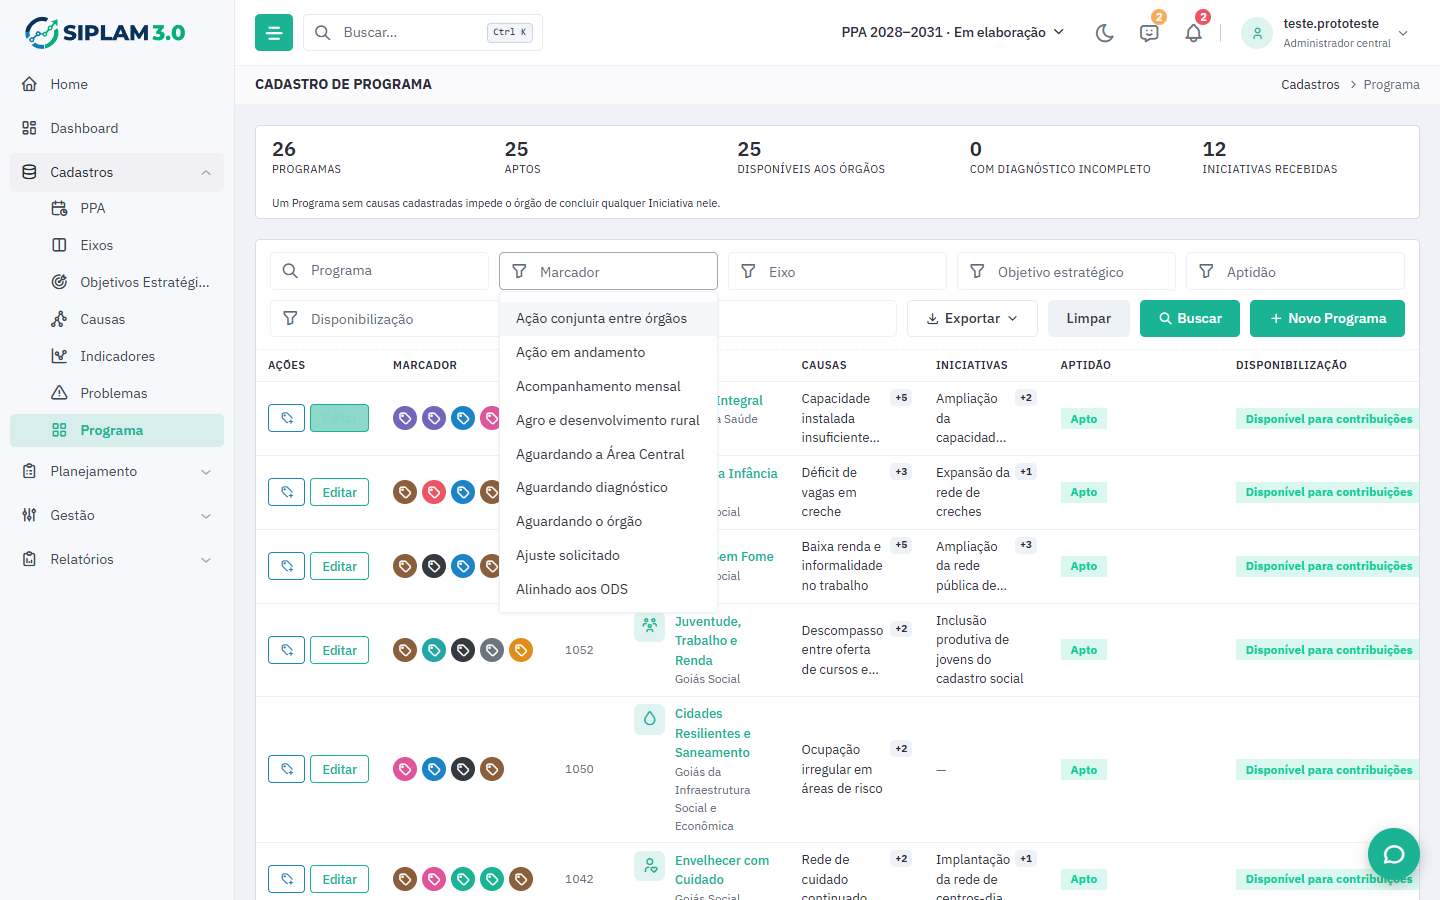 SIPLAM 3.0
Buscar...
Ctrl K
PPA 2028–2031 · Em elaboração
2
2
teste.prototeste
Administrador central
Home
Dashboard
Cadastros
PPA
Eixos
Objetivos Estratégi...
Causas
Indicadores
Problemas
Programa
Planejamento
Gestão
Relatórios
CADASTRO DE PROGRAMA
Cadastros > Programa
26
PROGRAMAS
25
APTOS
25
DISPONÍVEIS AOS ÓRGÃOS
0
COM DIAGNÓSTICO INCOMPLETO
12
INICIATIVAS RECEBIDAS
Um Programa sem causas cadastradas impede o órgão de concluir qualquer Iniciativa nele.
Programa
Marcador
Eixo
Objetivo estratégico
Aptidão
Disponibilização
Exportar
Limpar
Buscar
Novo Programa
Ação conjunta entre órgãos
Ação em andamento
Acompanhamento mensal
Agro e desenvolvimento rural
Aguardando a Área Central
Aguardando diagnóstico
Aguardando o órgão
Ajuste solicitado
Alinhado aos ODS
AÇÕES
MARCADOR
CAUSAS
INICIATIVAS
APTIDÃO
DISPONIBILIZAÇÃO
Editar
Integral
a Saúde
Capacidade
instalada
insuficiente...
+5
Ampliação
da
capacidad...
+2
Apto
Disponível para contribuições
Editar
a Infância
ocial
Déficit de
vagas em
creche
+3
Expansão da
rede de
creches
+1
Apto
Disponível para contribuições
Editar
em Fome
ocial
Baixa renda e
informalidade
no trabalho
+5
Ampliação
da rede
pública de...
+3
Apto
Disponível para contribuições
Editar
1052
Juventude,
Trabalho e
Renda
Goiás Social
Descompasso
entre oferta
de cursos e...
+2
Inclusão
produtiva de
jovens do
cadastro social
Apto
Disponível para contribuições
Editar
1050
Cidades
Resilientes e
Saneamento
Goiás da
Infraestrutura
Social e
Econômica
Ocupação
irregular em
áreas de risco
+2
—
Apto
Disponível para contribuições
Editar
1042
Envelhecer com
Cuidado
Goiás Social
Rede de
cuidado
continuado
+2
Implantação
da rede de
centros-dia
+1
Apto
Disponível para contribuições